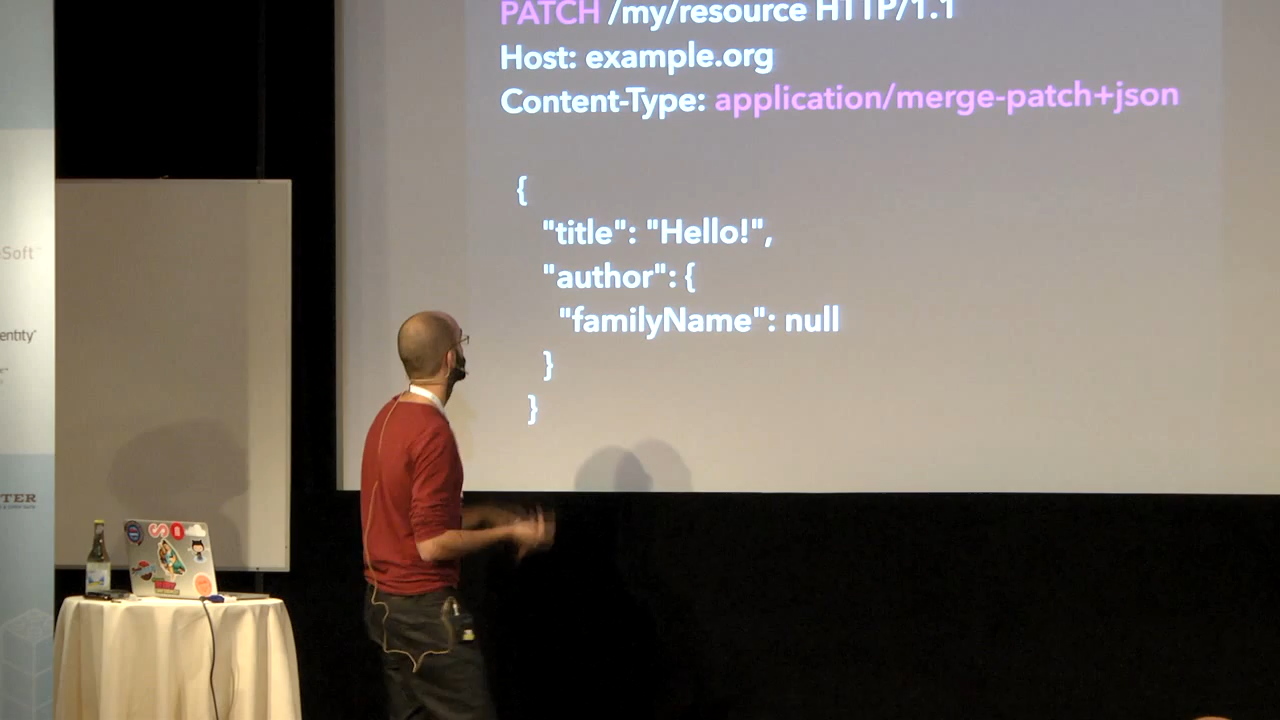 PATCH /my/resource HTTP/1.1
Host: example.org
Content-Type: application/merge-patch+json
{
"title": "Hello!",
"author": {
"familyName": null
}
}
Soft
entity
TER